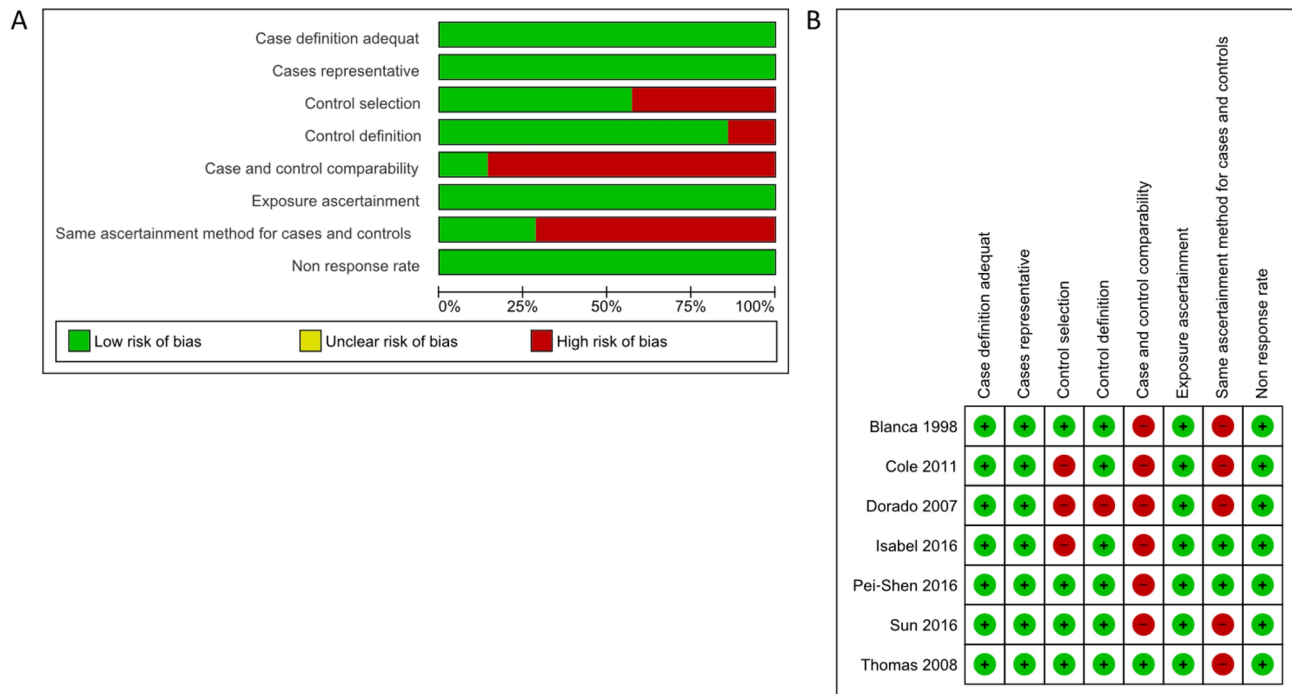 A
Case definition adequat
Cases representative
Control selection
Control definition
Case and control comparability
Exposure ascertainment
Same ascertainment method for cases and controls
Non response rate
0% 25% 50% 75% 100%
Low risk of bias Unclear risk of bias High risk of bias
B
Case definition adequat
Cases representative
Control selection
Control definition
Case and control comparability
Exposure ascertainment
Same ascertainment method for cases and controls
Non response rate
Blanca 1998 + + + + − + − +
Cole 2011 + + − + − + − +
Dorado 2007 + + − − − + − +
Isabel 2016 + + − + − + + +
Pei-Shen 2016 + + + + − + + +
Sun 2016 + + + + − + − +
Thomas 2008 + + + + + + − +